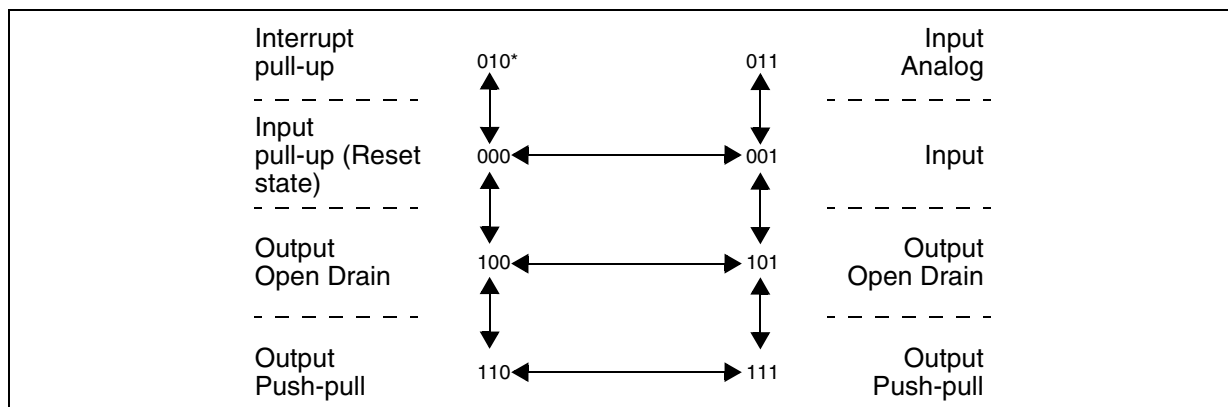 Interrupt
pull-up
010*
011
Input
Analog
Input
pull-up (Reset
state)
000
001
Input
Output
Open Drain
100
101
Output
Open Drain
Output
Push-pull
110
111
Output
Push-pull